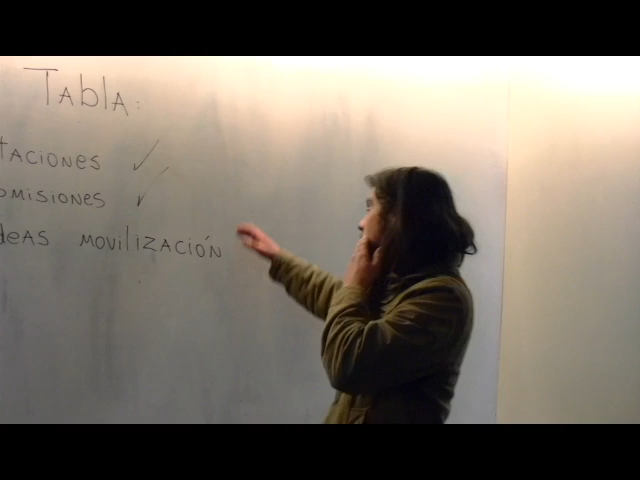 Tabla:
taciones ✓
omisiones ✓
deas movilización